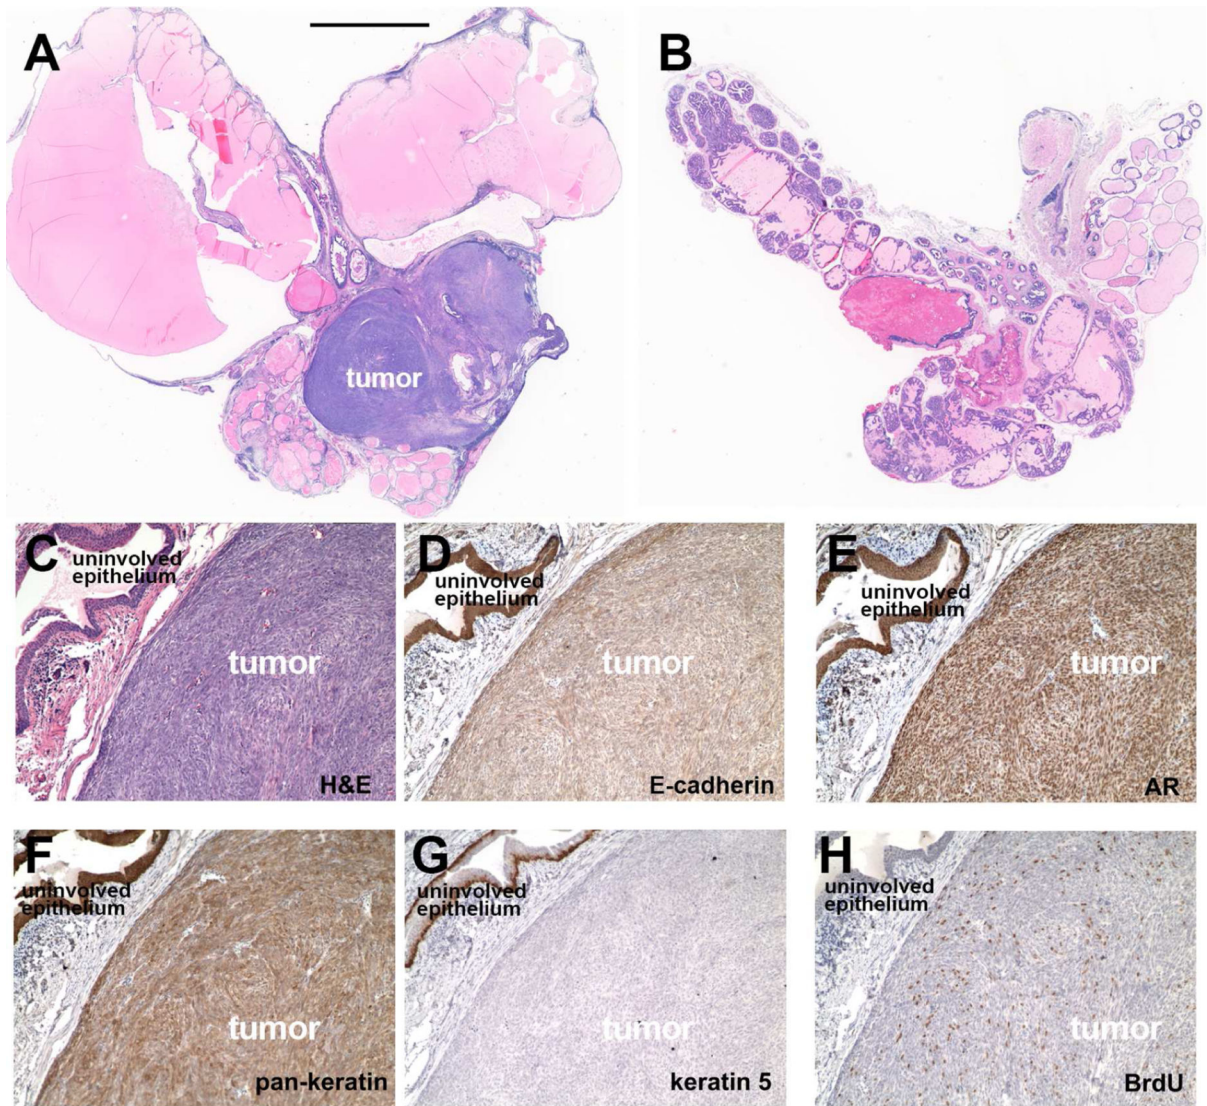 A
B
tumor
C
uninvolved
epithelium
tumor
H&E
D
uninvolved
epithelium
tumor
E-cadherin
E
uninvolved
epithelium
tumor
AR
F
uninvolved
epithelium
tumor
pan-keratin
G
uninvolved
epithelium
tumor
keratin 5
H
uninvolved
epithelium
tumor
BrdU